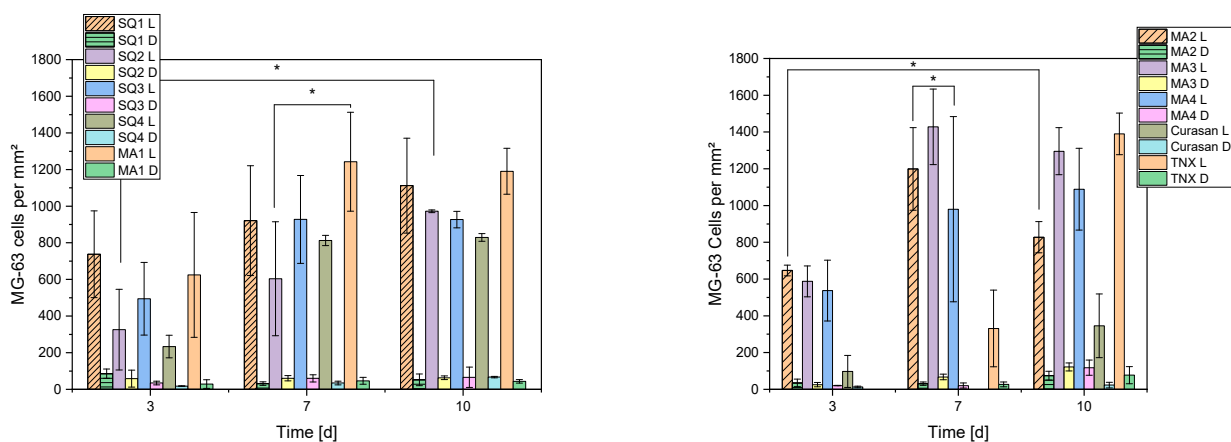 SQ1 L
SQ1 D
SQ2 L
SQ2 D
SQ3 L
SQ3 D
SQ4 L
SQ4 D
MA1 L
MA1 D
*
*
1800
1600
1400
1200
1000
800
600
400
200
0
MG-63 cells per mm²
3 7 10
Time [d]
MA2 L
MA2 D
MA3 L
MA3 D
MA4 L
MA4 D
Curasan L
Curasan D
TNX L
TNX D
*
*
1800
1600
1400
1200
1000
800
600
400
200
0
MG-63 Cells per mm²
3 7 10
Time [d]